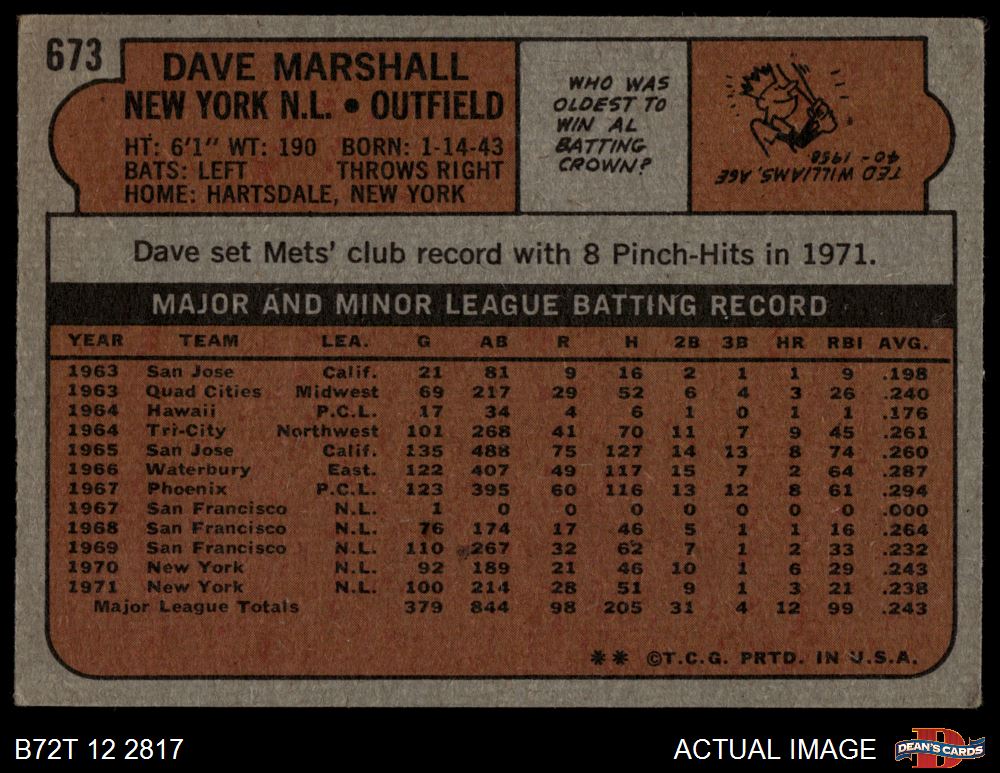 673
DAVE MARSHALL
NEW YORK N.L. • OUTFIELD
HT: 6'1" WT: 190 BORN: 1-14-43
BATS: LEFT THROWS RIGHT
HOME: HARTSDALE, NEW YORK
WHO WAS
OLDEST TO
WIN AL
BATTING
CROWN?
TED WILLIAMS, AGE
40 - 1958
Dave set Mets' club record with 8 Pinch-Hits in 1971.
MAJOR AND MINOR LEAGUE BATTING RECORD
YEAR TEAM LEA. G AB R H 2B 3B HR RBI AVG.
1963 San Jose Calif. 21 81 9 16 2 1 1 9 .198
1963 Quad Cities Midwest 69 217 29 52 6 4 3 26 .240
1964 Hawaii P.C.L. 17 34 4 6 1 0 1 1 .176
1964 Tri-City Northwest 101 268 41 70 11 7 9 45 .261
1965 San Jose Calif. 135 488 75 127 14 13 8 74 .260
1966 Waterbury East. 122 407 49 117 15 7 2 64 .287
1967 Phoenix P.C.L. 123 395 60 116 13 12 8 61 .294
1967 San Francisco N.L. 1 0 0 0 0 0 0 0 .000
1968 San Francisco N.L. 76 174 17 46 5 1 1 16 .264
1969 San Francisco N.L. 110 267 32 62 7 1 2 33 .232
1970 New York N.L. 92 189 21 46 10 1 6 29 .243
1971 New York N.L. 100 214 28 51 9 1 3 21 .238
Major League Totals 379 844 98 205 31 4 12 99 .243
** ©T.C.G. PRTD. IN U.S.A.
B72T 12 2817
ACTUAL IMAGE
D
DEAN'S CARDS